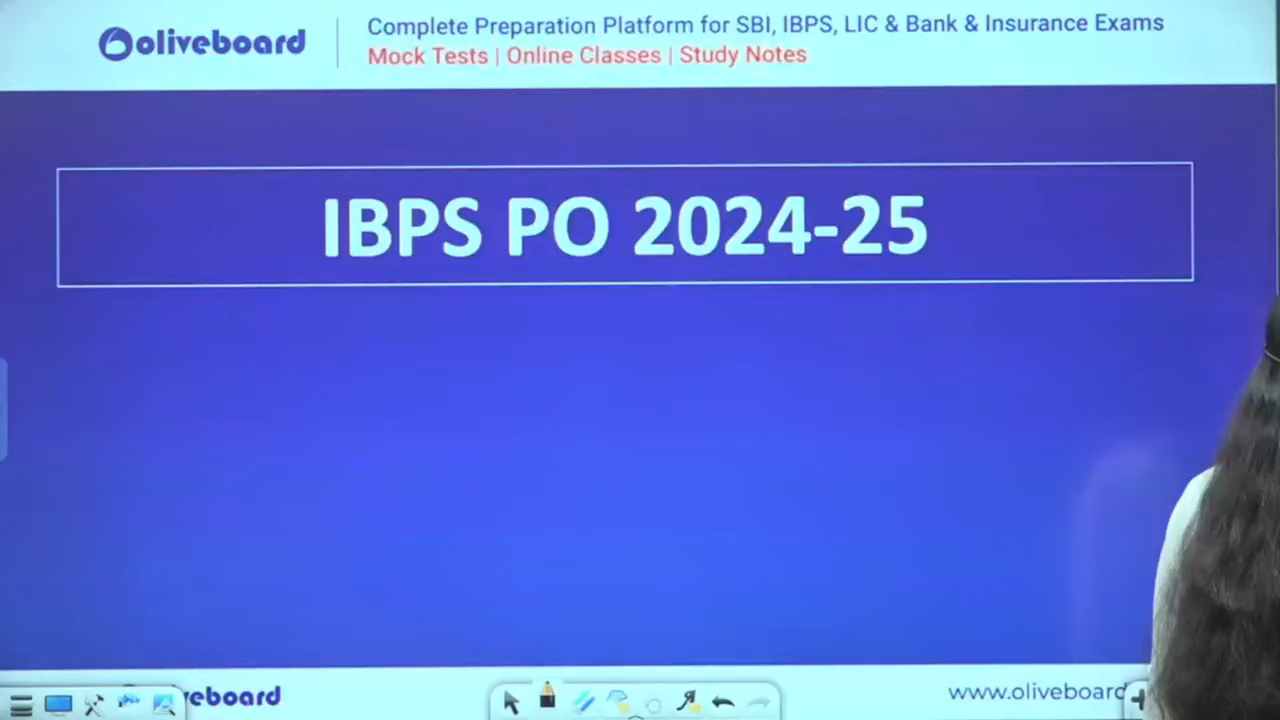 oliveboard
Complete Preparation Platform for SBI, IBPS, LIC & Bank & Insurance Exams
Mock Tests | Online Classes | Study Notes
IBPS PO 2024-25
eboard
www.oliveboard